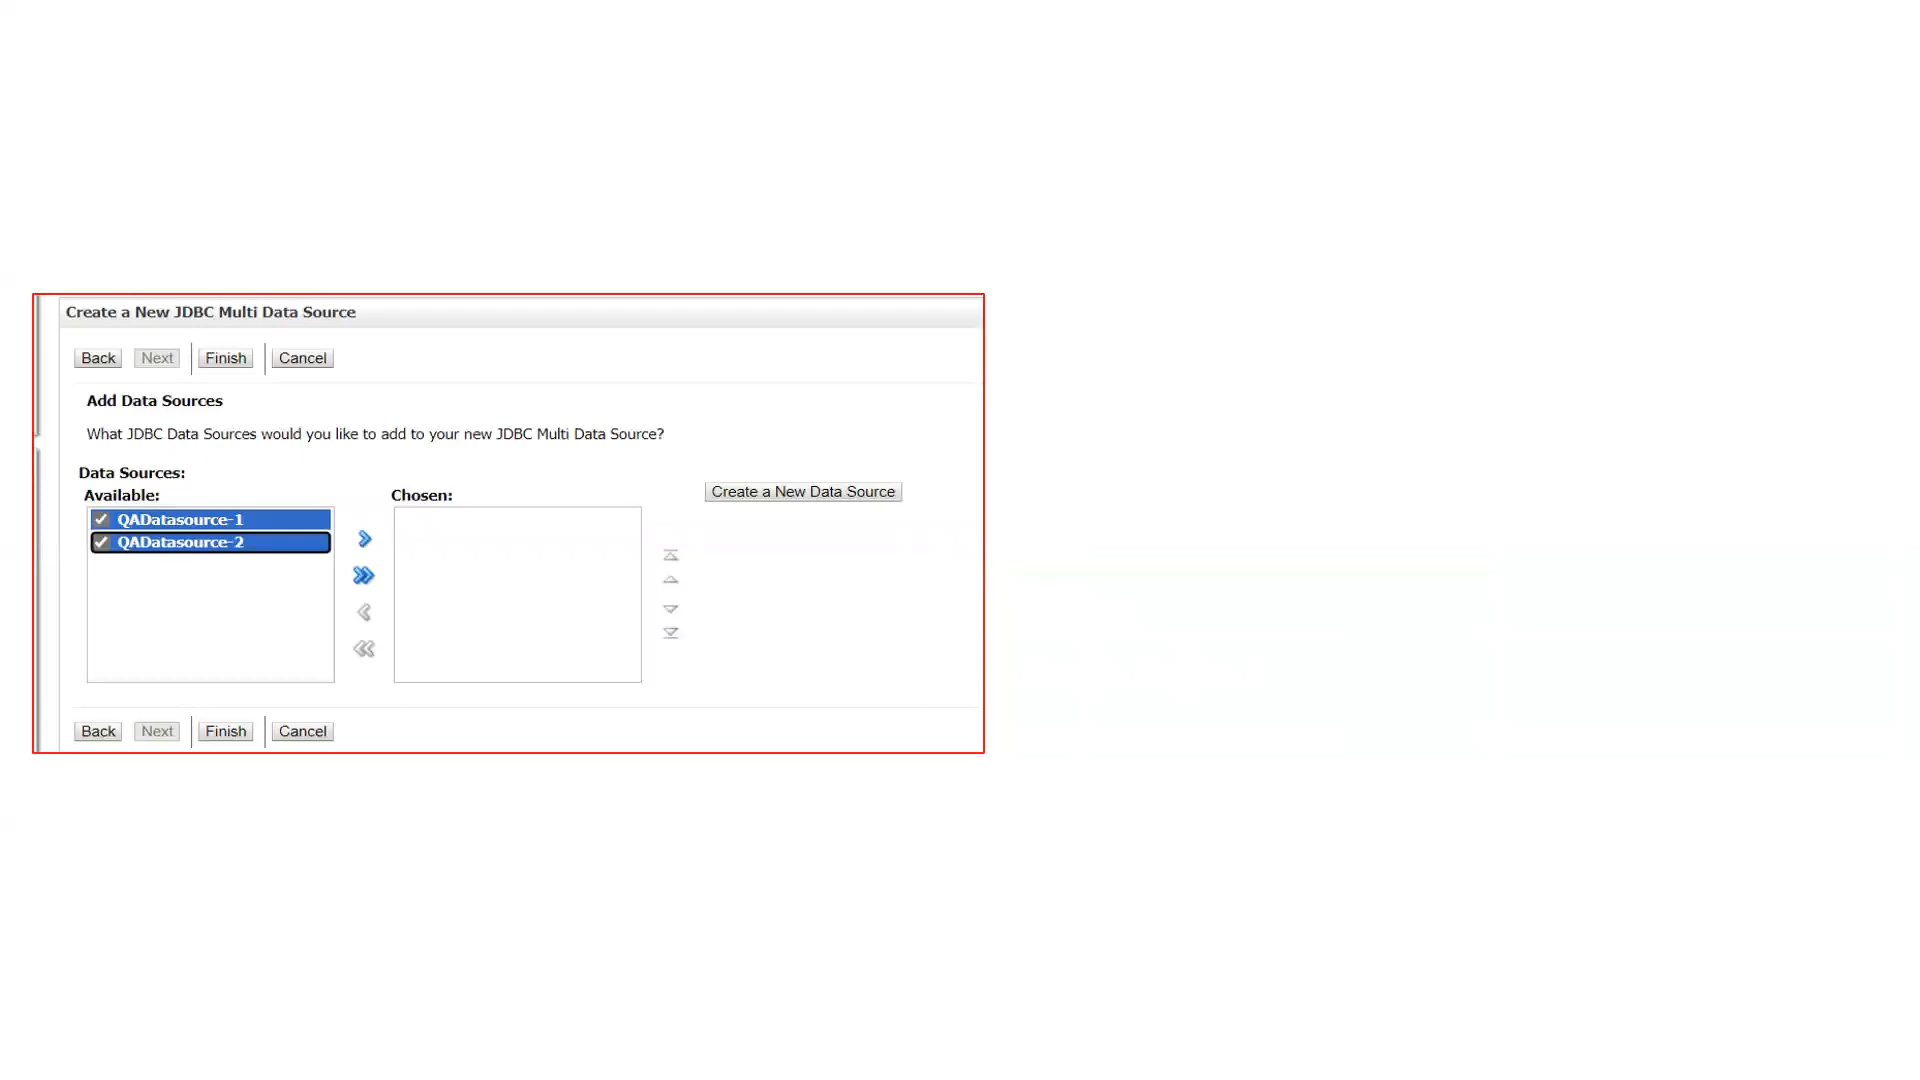 Create a New JDBC Multi Data Source
Back Next Finish Cancel
Add Data Sources
What JDBC Data Sources would you like to add to your new JDBC Multi Data Source?
Data Sources:
Available: Chosen: Create a New Data Source
QADatasource-1
QADatasource-2
Back Next Finish Cancel